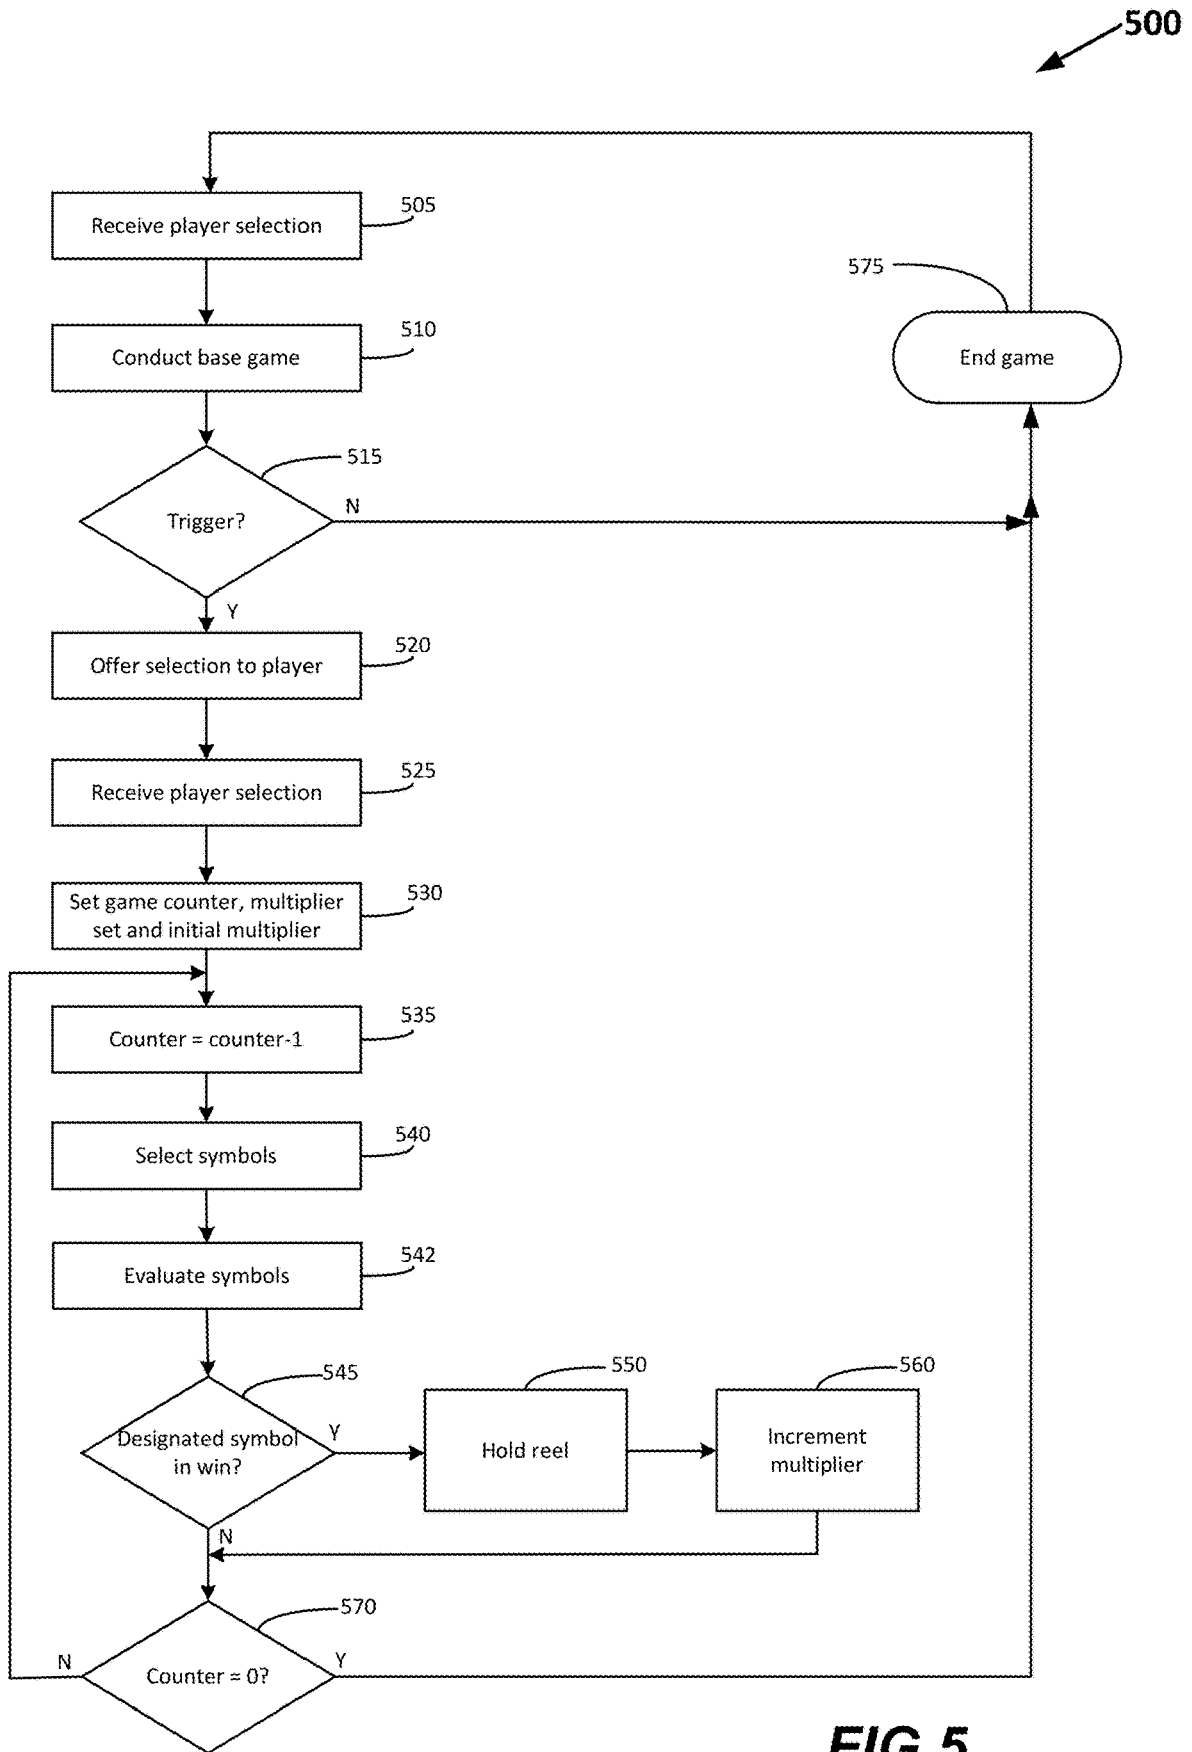 500
505
Receive player selection
575
510
Conduct base game
End game
515
N
Trigger?
Y
520
Offer selection to player
525
Receive player selection
530
Set game counter, multiplier
set and initial multiplier
535
Counter = counter-1
540
Select symbols
542
Evaluate symbols
545
550
560
Y
Designated symbol
in win?
Hold reel
Increment
multiplier
N
570
N
Y
Counter = 0?
FIG 5